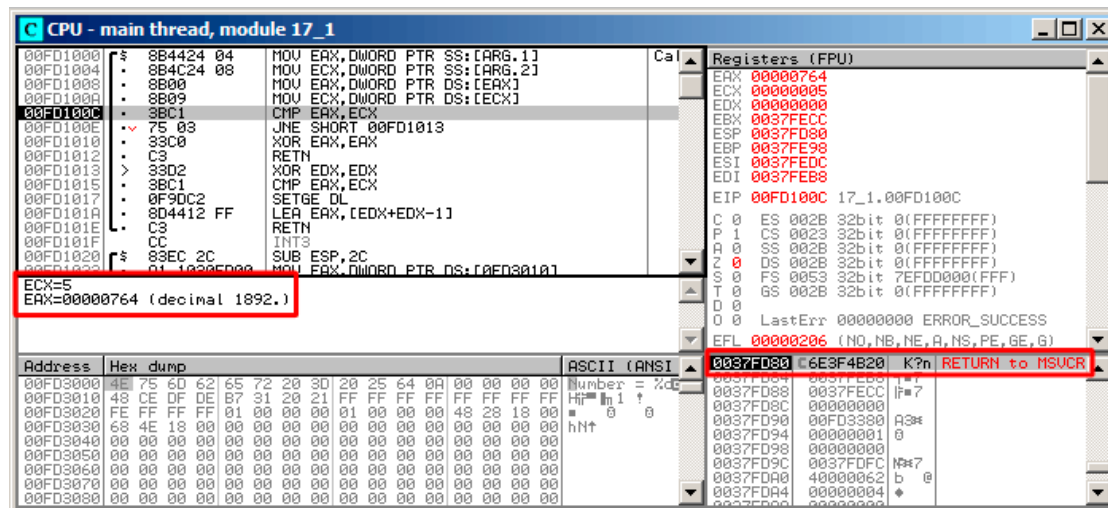 CPU - main thread, module 17_1
00FD1000 $ 8B4424 04 MOV EAX,DWORD PTR SS:[ARG.1] Cal
00FD1004 . 8B4C24 08 MOV ECX,DWORD PTR SS:[ARG.2]
00FD1008 . 8B00 MOV EAX,DWORD PTR DS:[EAX]
00FD100A . 8B09 MOV ECX,DWORD PTR DS:[ECX]
00FD100C . 3BC1 CMP EAX,ECX
00FD100E . 75 03 JNE SHORT 00FD1013
00FD1010 . 33C0 XOR EAX,EAX
00FD1012 . C3 RETN
00FD1013 > 33D2 XOR EDX,EDX
00FD1015 . 3BC1 CMP EAX,ECX
00FD1017 . 0F9DC2 SETGE DL
00FD101A . 8D4412 FF LEA EAX,[EDX+EDX-1]
00FD101E . C3 RETN
00FD101F CC INT3
00FD1020 $ 83EC 2C SUB ESP,2C
MOV EAX,DWORD PTR DS:[0FD3010]
ECX=5
EAX=00000764 (decimal 1892.)
Registers (FPU)
EAX 00000764
ECX 00000005
EDX 00000000
EBX 0037FECC
ESP 0037FD80
EBP 0037FE98
ESI 0037FEDC
EDI 0037FEB8
EIP 00FD100C 17_1.00FD100C
C 0 ES 002B 32bit 0(FFFFFFFF)
P 1 CS 0023 32bit 0(FFFFFFFF)
A 0 SS 002B 32bit 0(FFFFFFFF)
Z 0 DS 002B 32bit 0(FFFFFFFF)
S 0 FS 0053 32bit 7EFDD000(FFF)
T 0 GS 002B 32bit 0(FFFFFFFF)
D 0
O 0 LastErr 00000000 ERROR_SUCCESS
EFL 00000206 (NO,NB,NE,A,NS,PE,GE,G)
Address Hex dump ASCII (ANSI
00FD3000 4E 75 6D 62 65 72 20 3D 20 25 64 0A 00 00 00 00 Number = %d
00FD3010 48 CE DF DE B7 31 20 21 FF FF FF FF FF FF FF FF
00FD3020 FE FF FF FF 01 00 00 00 01 00 00 00 48 28 18 00
00FD3030 68 4E 18 00 00 00 00 00 00 00 00 00 00 00 00 00 hN↑
00FD3040 00 00 00 00 00 00 00 00 00 00 00 00 00 00 00 00
00FD3050 00 00 00 00 00 00 00 00 00 00 00 00 00 00 00 00
00FD3060 00 00 00 00 00 00 00 00 00 00 00 00 00 00 00 00
00FD3070 00 00 00 00 00 00 00 00 00 00 00 00 00 00 00 00
00FD3080 00 00 00 00 00 00 00 00 00 00 00 00 00 00 00 00
0037FD80 6E3F4B20 K?n RETURN to MSVCR
0037FD84 0037FEB8
0037FD88 0037FECC
0037FD8C 00000000
0037FD90 00FD3380
0037FD94 00000001
0037FD98 00000000
0037FD9C 0037FDFC
0037FDA0 40000062 b @
0037FDA4 00000004 ♦